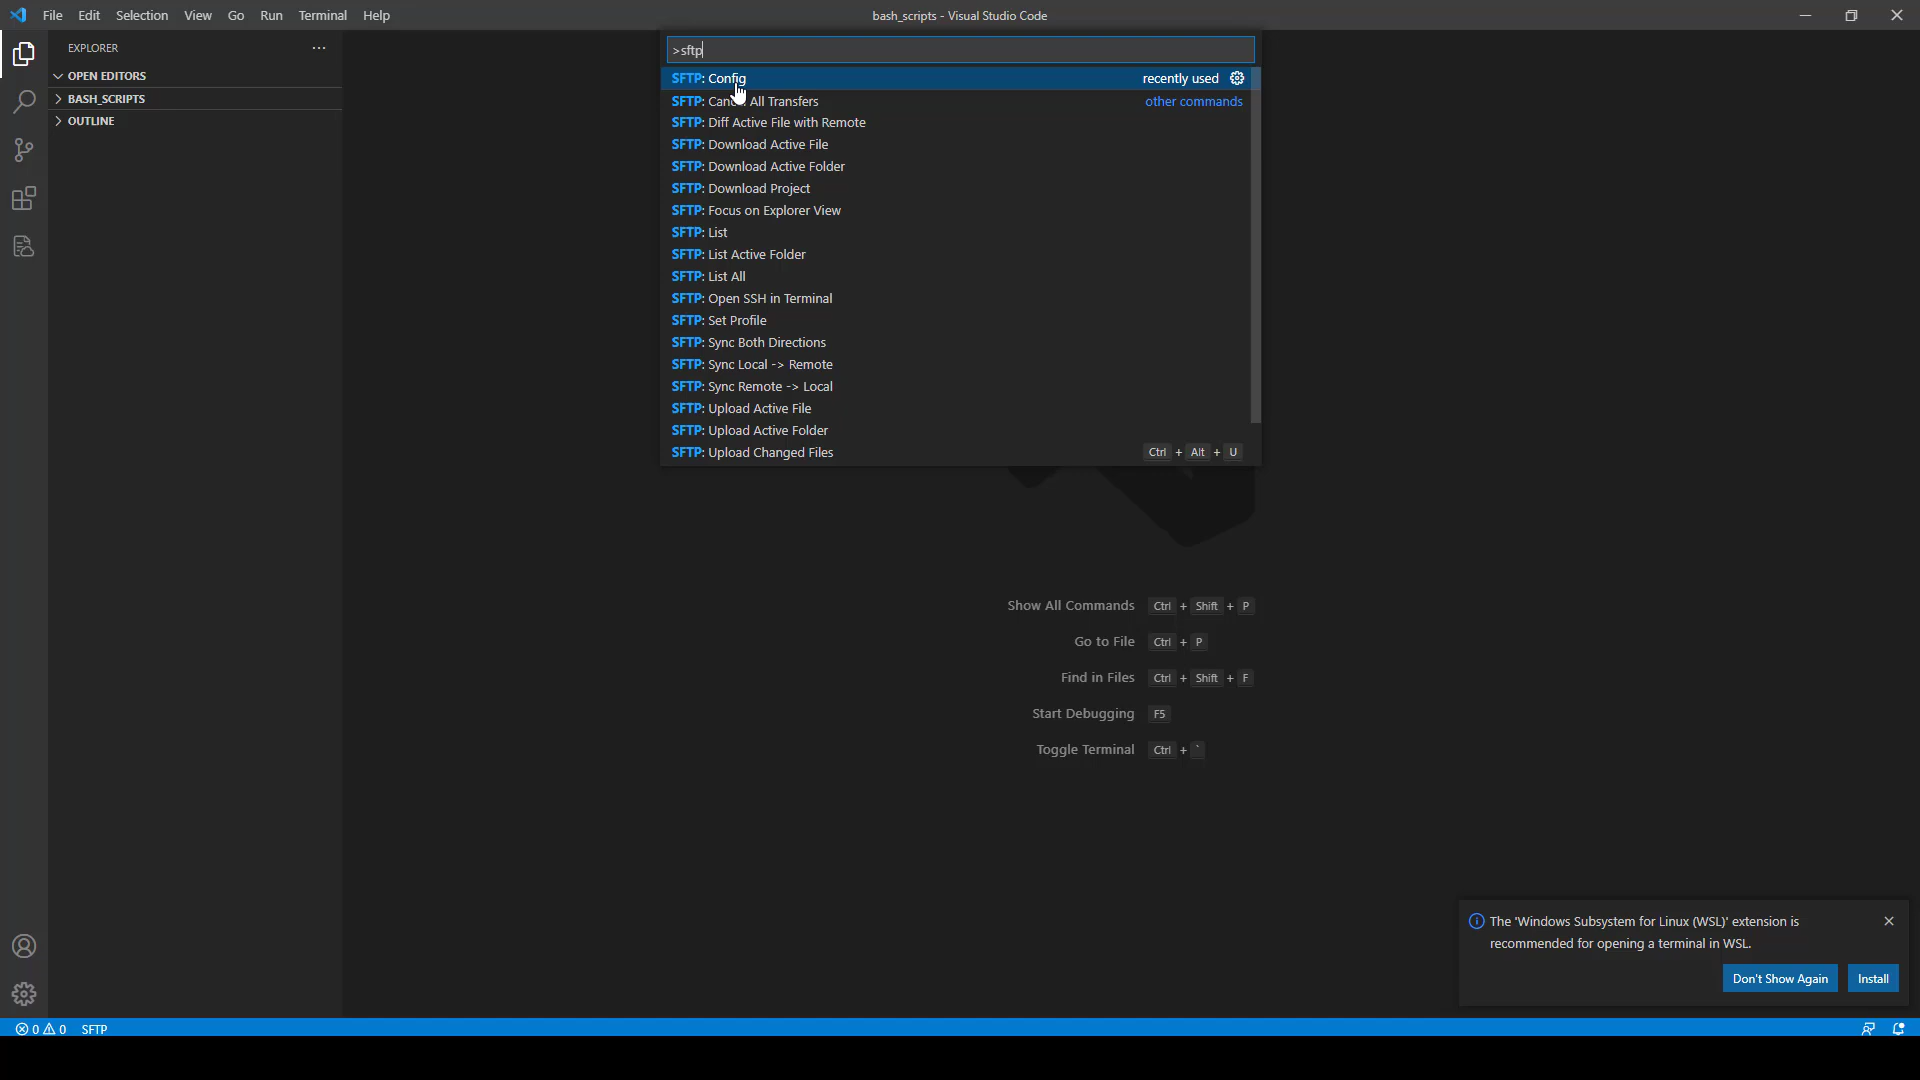 File Edit Selection View Go Run Terminal Help
bash_scripts - Visual Studio Code
EXPLORER
OPEN EDITORS
BASH_SCRIPTS
OUTLINE
>sftp
SFTP: Config recently used
SFTP: Cancel All Transfers other commands
SFTP: Diff Active File with Remote
SFTP: Download Active File
SFTP: Download Active Folder
SFTP: Download Project
SFTP: Focus on Explorer View
SFTP: List
SFTP: List Active Folder
SFTP: List All
SFTP: Open SSH in Terminal
SFTP: Set Profile
SFTP: Sync Both Directions
SFTP: Sync Local -> Remote
SFTP: Sync Remote -> Local
SFTP: Upload Active File
SFTP: Upload Active Folder
SFTP: Upload Changed Files Ctrl + Alt + U
Show All Commands Ctrl + Shift + P
Go to File Ctrl + P
Find in Files Ctrl + Shift + F
Start Debugging F5
Toggle Terminal Ctrl + `
The 'Windows Subsystem for Linux (WSL)' extension is
recommended for opening a terminal in WSL.
Don't Show Again Install
0 0 SFTP